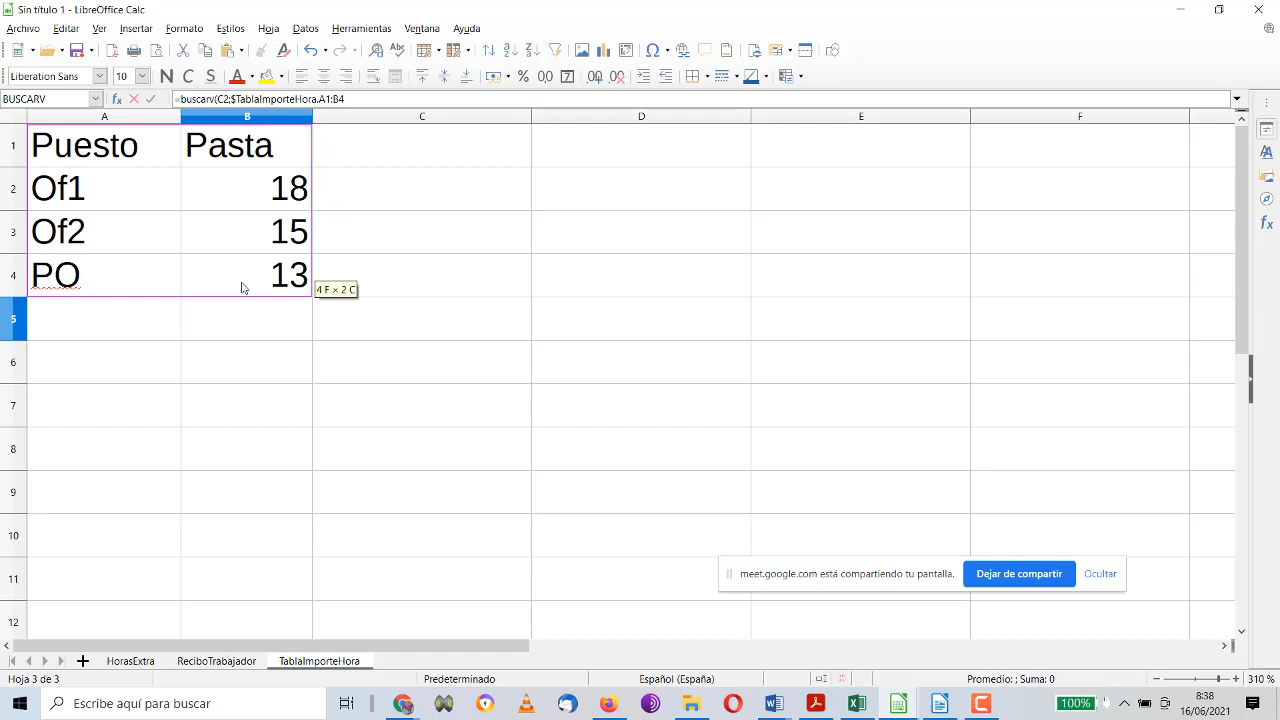 Sin título 1 - LibreOffice Calc
Archivo Editar Ver Insertar Formato Estilos Hoja Datos Herramientas Ventana Ayuda
Liberation Sans 10 N C S A
BUSCARV fx =buscarv(C2;$TablaImporteHora.A1:B4
A B C D E F
1 Puesto Pasta
2 Of1 18
3 Of2 15
4 PO 13
4 F × 2 C
5
6
7
8
9
10
11
12
meet.google.com está compartiendo tu pantalla. Dejar de compartir Ocultar
HorasExtra ReciboTrabajador TablaImporteHora
Hoja 3 de 3 Predeterminado Español (España) Promedio: ; Suma: 0 310 %
Escribe aquí para buscar 100% 8:38
16/06/2021